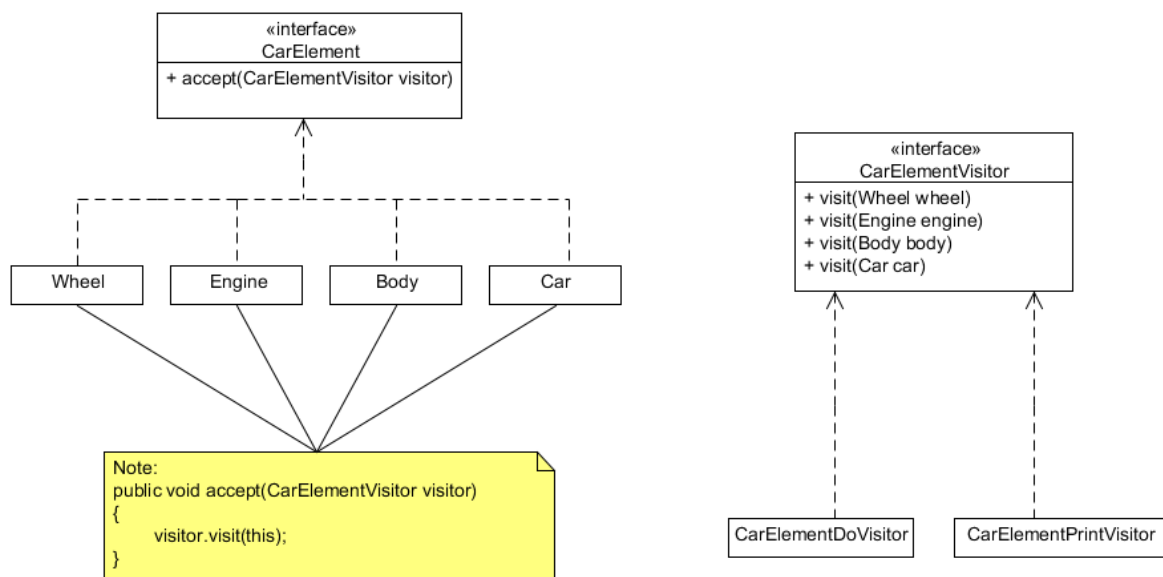 «interface»
CarElement
+ accept(CarElementVisitor visitor)
Wheel
Engine
Body
Car
Note:
public void accept(CarElementVisitor visitor)
{
visitor.visit(this);
}
«interface»
CarElementVisitor
+ visit(Wheel wheel)
+ visit(Engine engine)
+ visit(Body body)
+ visit(Car car)
CarElementDoVisitor
CarElementPrintVisitor